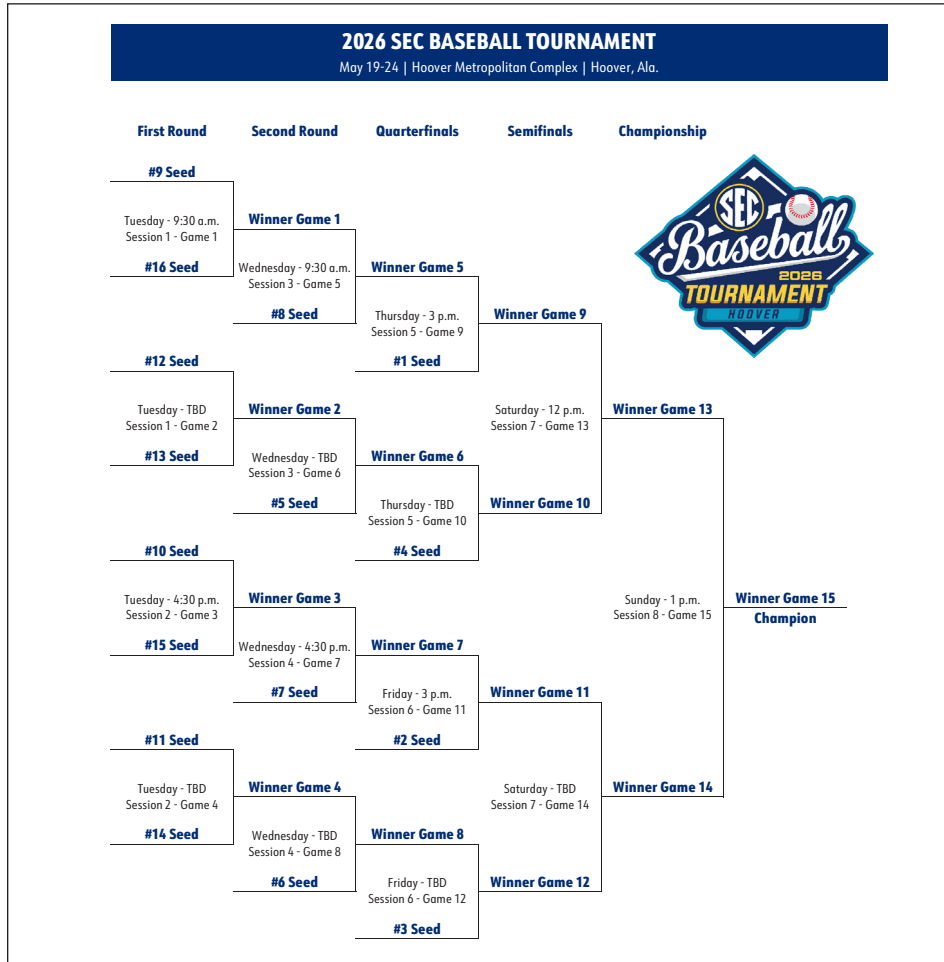 2026 SEC BASEBALL TOURNAMENT
May 19-24 | Hoover Metropolitan Complex | Hoover, Ala.
First Round
Second Round
Quarterfinals
Semifinals
Championship
#9 Seed
Tuesday - 9:30 a.m.
Session 1 - Game 1
#16 Seed
Winner Game 1
Wednesday - 9:30 a.m.
Session 3 - Game 5
#8 Seed
Winner Game 5
Thursday - 3 p.m.
Session 5 - Game 9
#1 Seed
Winner Game 9
#12 Seed
Tuesday - TBD
Session 1 - Game 2
#13 Seed
Winner Game 2
Wednesday - TBD
Session 3 - Game 6
#5 Seed
Winner Game 6
Thursday - TBD
Session 5 - Game 10
#4 Seed
Winner Game 10
Saturday - 12 p.m.
Session 7 - Game 13
Winner Game 13
#10 Seed
Tuesday - 4:30 p.m.
Session 2 - Game 3
#15 Seed
Winner Game 3
Wednesday - 4:30 p.m.
Session 4 - Game 7
#7 Seed
Winner Game 7
Friday - 3 p.m.
Session 6 - Game 11
#2 Seed
Winner Game 11
#11 Seed
Tuesday - TBD
Session 2 - Game 4
#14 Seed
Winner Game 4
Wednesday - TBD
Session 4 - Game 8
#6 Seed
Winner Game 8
Friday - TBD
Session 6 - Game 12
#3 Seed
Winner Game 12
Saturday - TBD
Session 7 - Game 14
Winner Game 14
Sunday - 1 p.m.
Session 8 - Game 15
Winner Game 15
Champion
SEC
Baseball
2026
TOURNAMENT
HOOVER